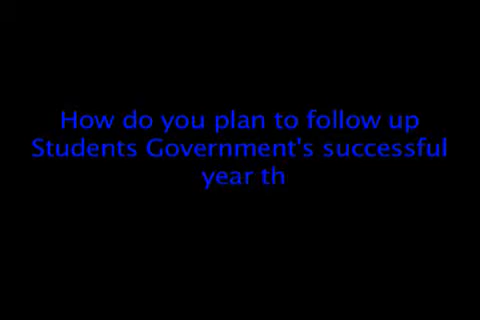 How do you plan to follow up
Students Government's successful
year th